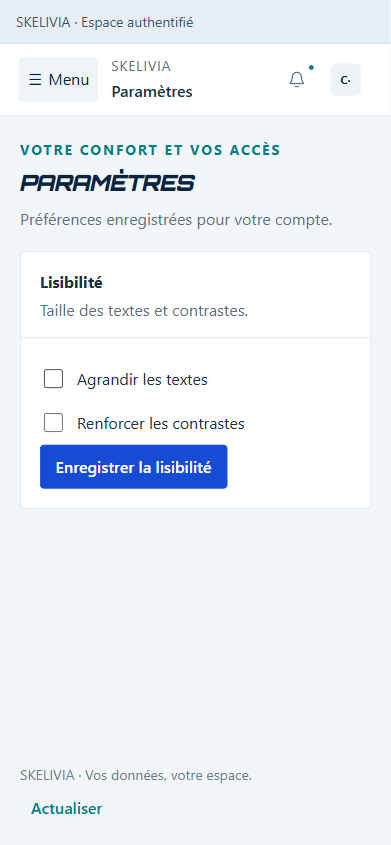 SKELIVIA · Espace authentifié
☰ Menu
SKELIVIA
Paramètres
C·
VOTRE CONFORT ET VOS ACCÈS
PARAMÈTRES
Préférences enregistrées pour votre compte.
Lisibilité
Taille des textes et contrastes.
Agrandir les textes
Renforcer les contrastes
Enregistrer la lisibilité
SKELIVIA · Vos données, votre espace.
Actualiser